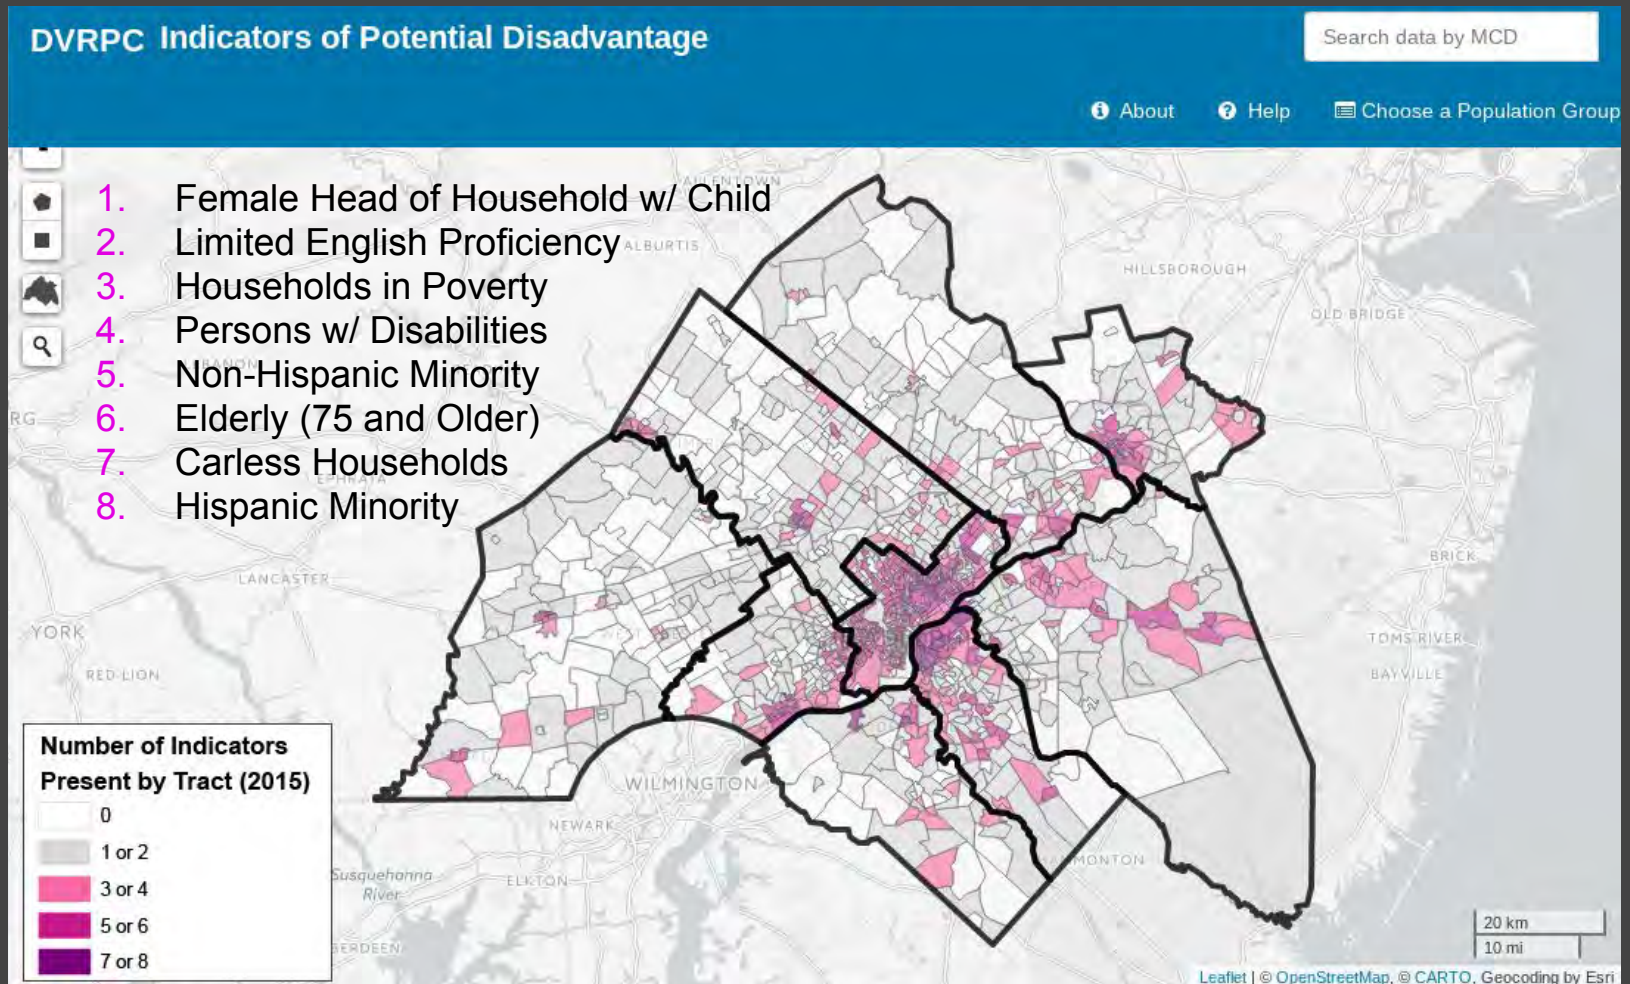 DVRPC Indicators of Potential Disadvantage
Search data by MCD
About Help Choose a Population Group
1. Female Head of Household w/ Child
2. Limited English Proficiency
3. Households in Poverty
4. Persons w/ Disabilities
5. Non-Hispanic Minority
6. Elderly (75 and Older)
7. Carless Households
8. Hispanic Minority
ALBURTIS
HILLSBOROUGH
OLD BRIDGE
EPHRATA
LANCASTER
BRICK
YORK
TOMS RIVER
RED LION
BAYVILLE
WILMINGTON
NEWARK
ELKTON
Susquehanna
River
Number of Indicators
Present by Tract (2015)
0
1 or 2
3 or 4
5 or 6
7 or 8
20 km
10 mi
Leaflet | © OpenStreetMap, © CARTO, Geocoding by Esri